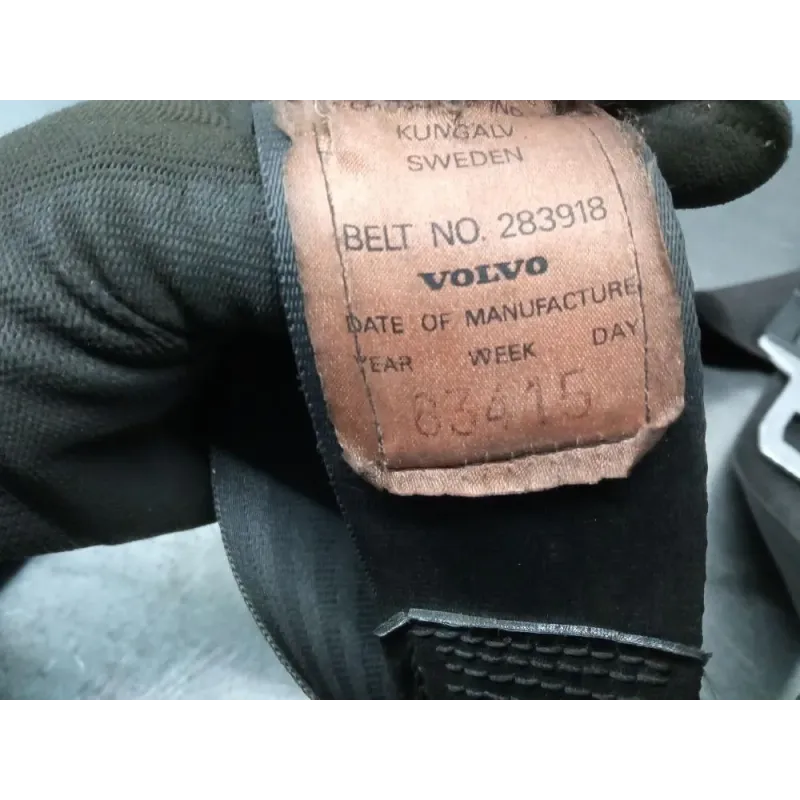 KUNGALV
SWEDEN
BELT NO. 283918
VOLVO
DATE OF MANUFACTURE
YEAR WEEK DAY
83415